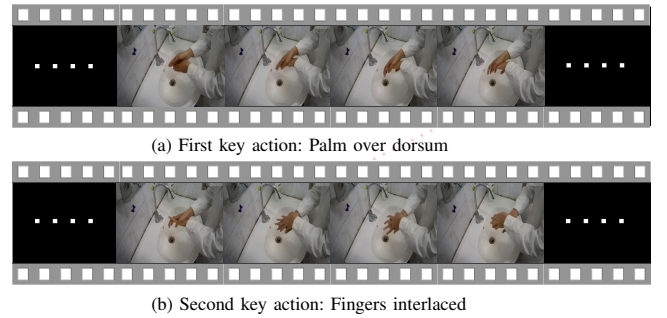 (a) First key action: Palm over dorsum
(b) Second key action: Fingers interlaced